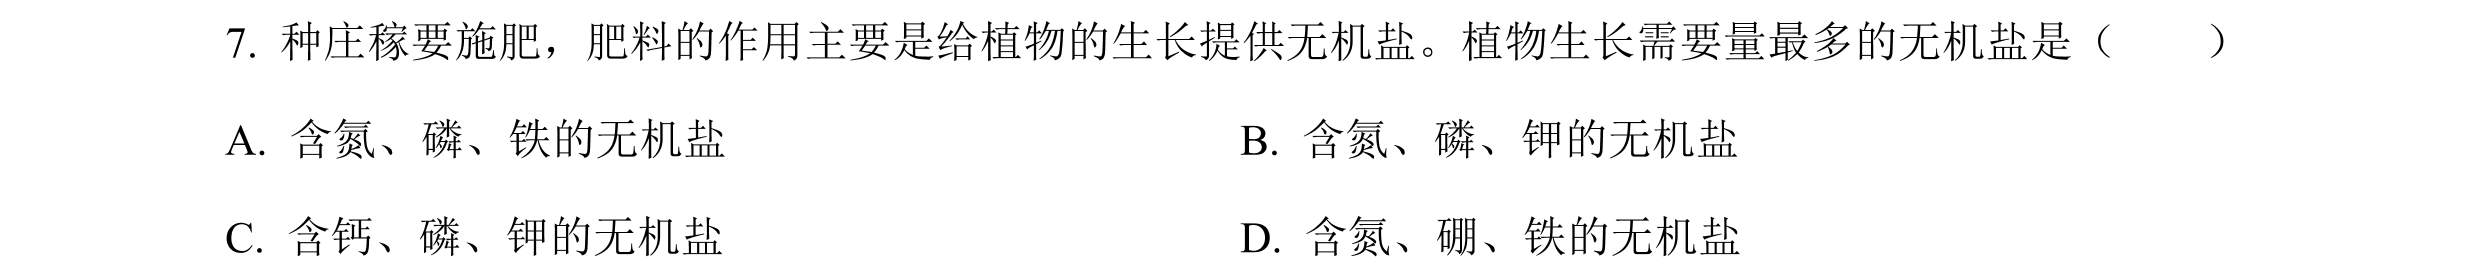 7. 种庄稼要施肥，肥料的作用主要是给植物的生长提供无机盐。植物生长需要量最多的无机盐是（　　）
A. 含氮、磷、铁的无机盐 B. 含氮、磷、钾的无机盐
C. 含钙、磷、钾的无机盐 D. 含氮、硼、铁的无机盐